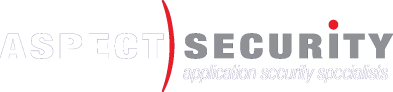 ASPECT SECURITY
application security specialists